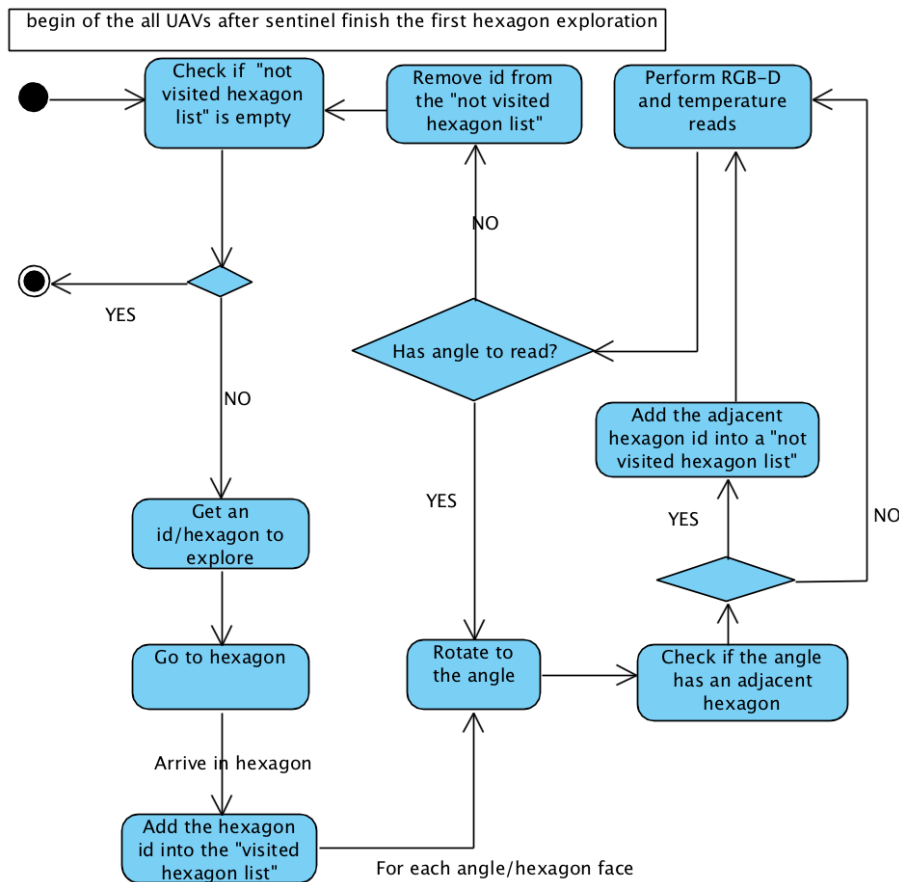 begin of the all UAVs after sentinel finish the first hexagon exploration
Check if "not
visited hexagon
list" is empty
Remove id from
the "not visited
hexagon list"
Perform RGB-D
and temperature
reads
NO
YES
Has angle to read?
NO
Add the adjacent
hexagon id into a "not
visited hexagon list"
YES
YES
NO
Get an
id/hexagon to
explore
Go to hexagon
Rotate to
the angle
Check if the angle
has an adjacent
hexagon
Arrive in hexagon
Add the hexagon
id into the "visited
hexagon list"
For each angle/hexagon face